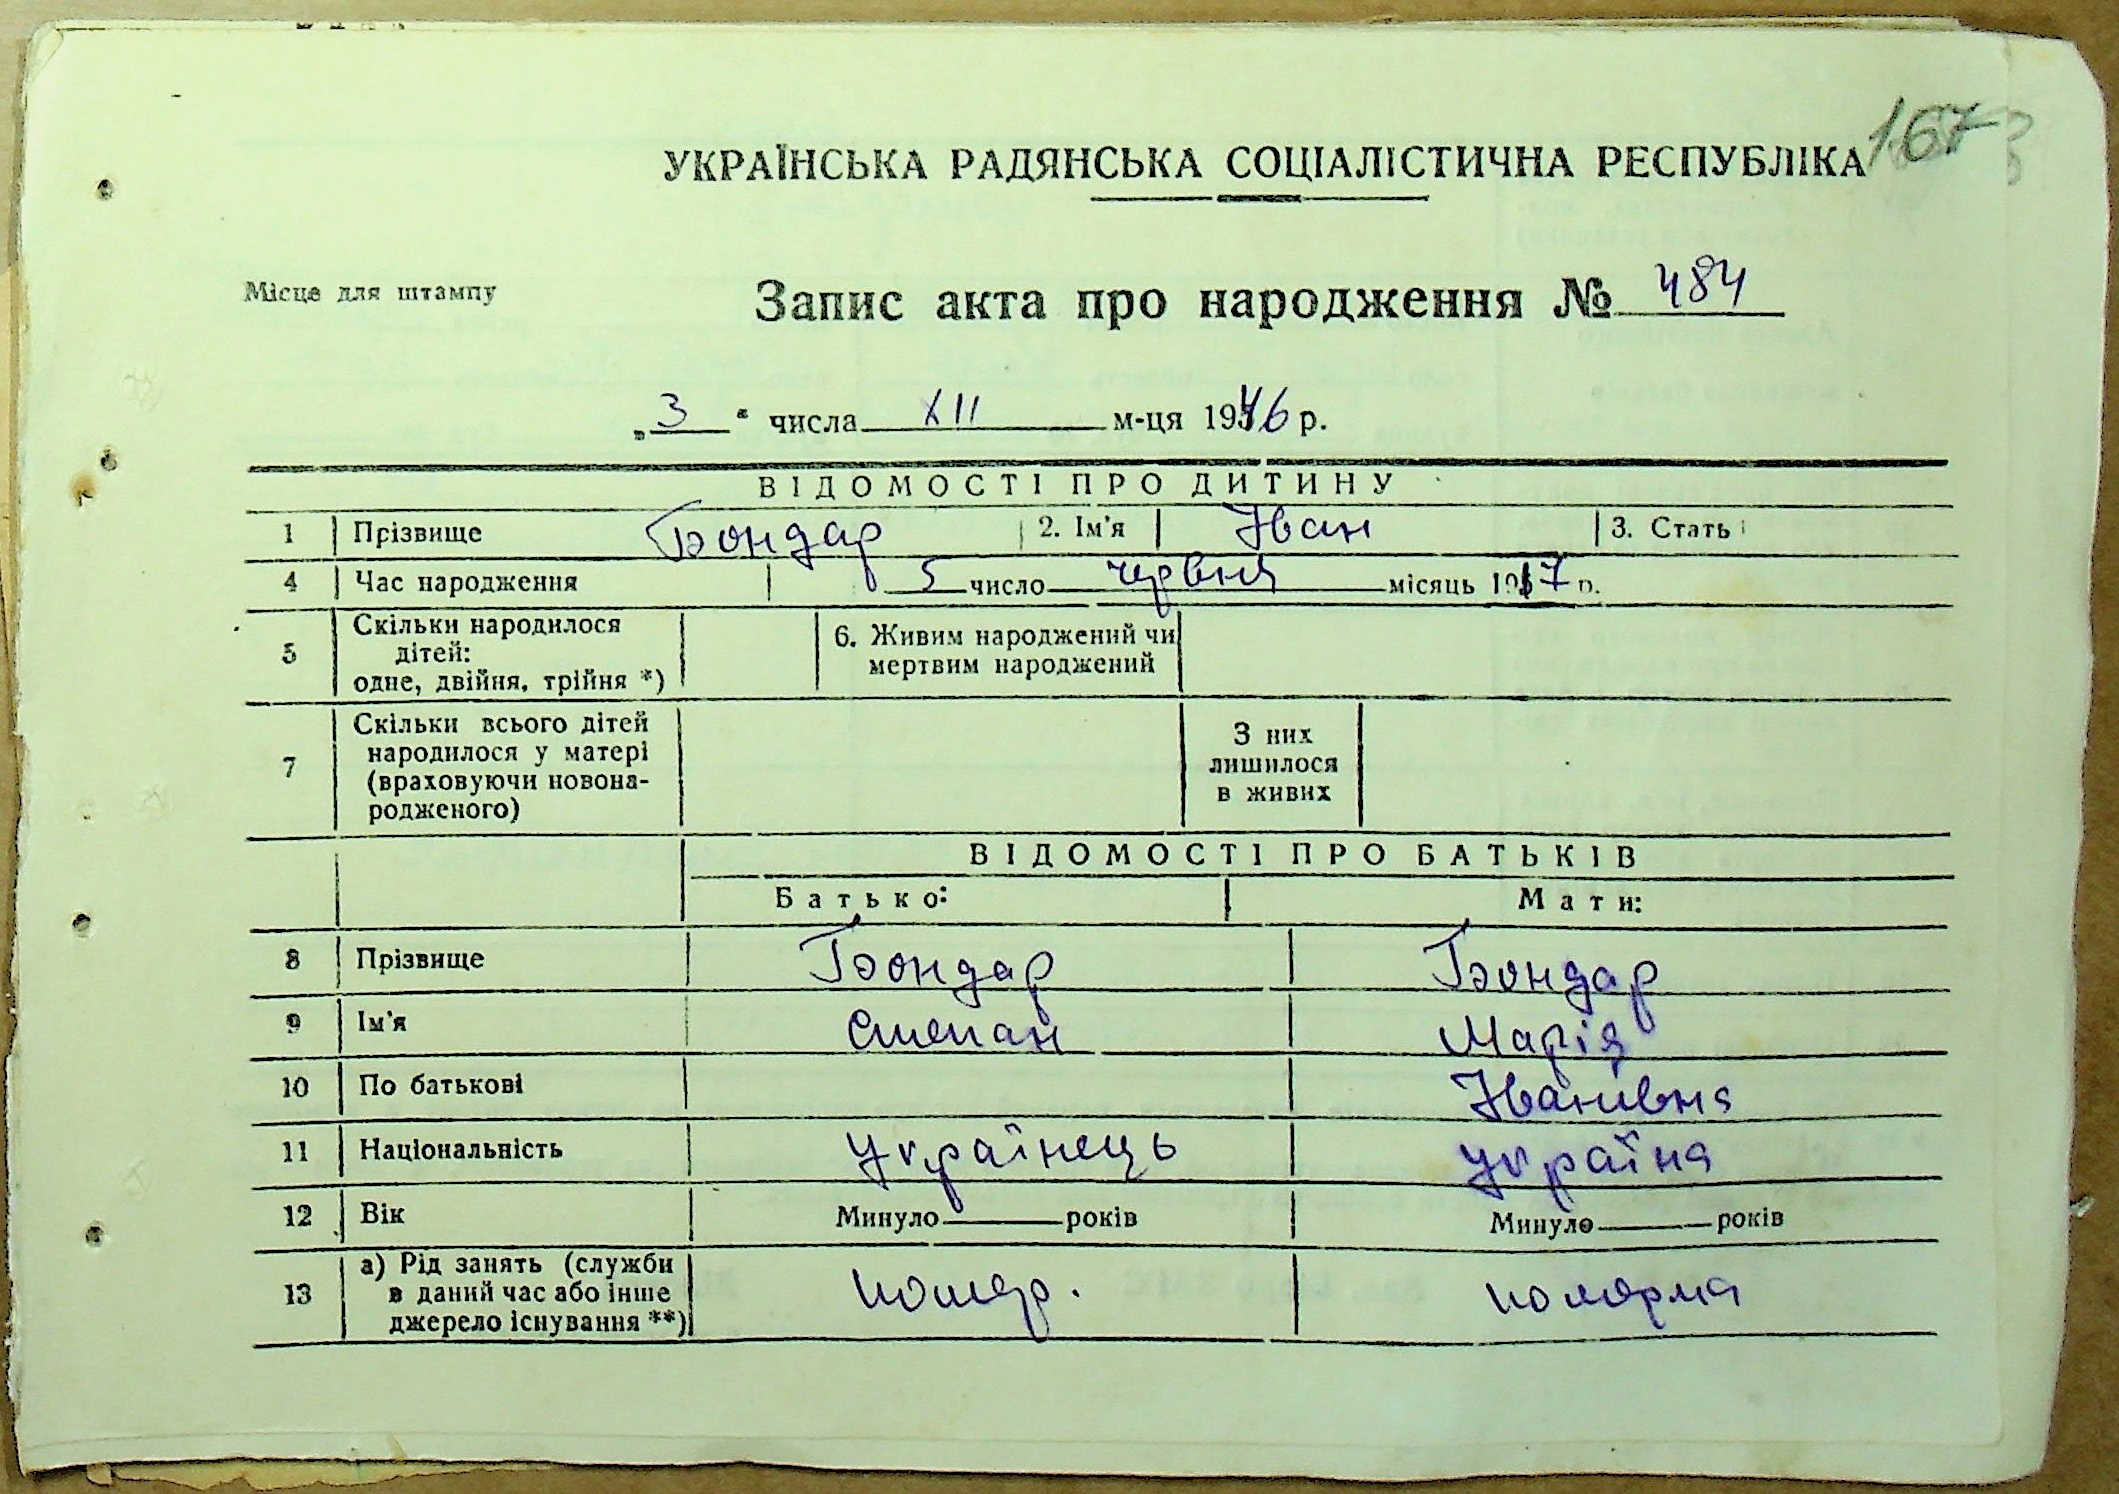 167
УКРАЇНСЬКА РАДЯНСЬКА СОЦІАЛІСТИЧНА РЕСПУБЛІКА
Місце для штампу
Запис акта про народження № 484
„3" числа XII м-ця 1946 р.
ВІДОМОСТІ ПРО ДИТИНУ
1 Прізвище Бондар 2. Ім'я Іван 3. Стать
4 Час народження 5 число червня місяць 1917 р.
5 Скільки народилося дітей: одне, двійня, трійня *) 6. Живим народжений чи мертвим народжений
7 Скільки всього дітей народилося у матері (враховуючи новонародженого) З них лишилося в живих
ВІДОМОСТІ ПРО БАТЬКІВ
Батько: Мати:
8 Прізвище Бондар Бондар
9 Ім'я Степан Марія
10 По батькові Іванівна
11 Національність українець україна
12 Вік Минуло років Минуло років
13 а) Рід занять (служби в даний час або інше джерело існування **) помер. померла